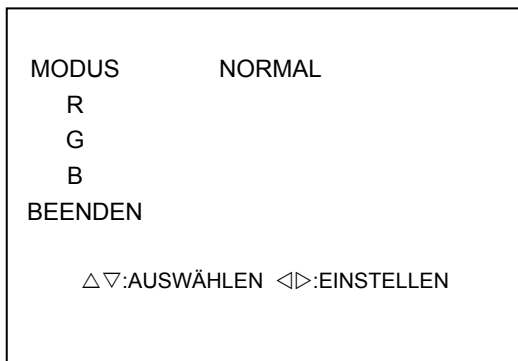 MODUS NORMAL
R
G
B
BEENDEN
△▽:AUSWÄHLEN ◁▷:EINSTELLEN